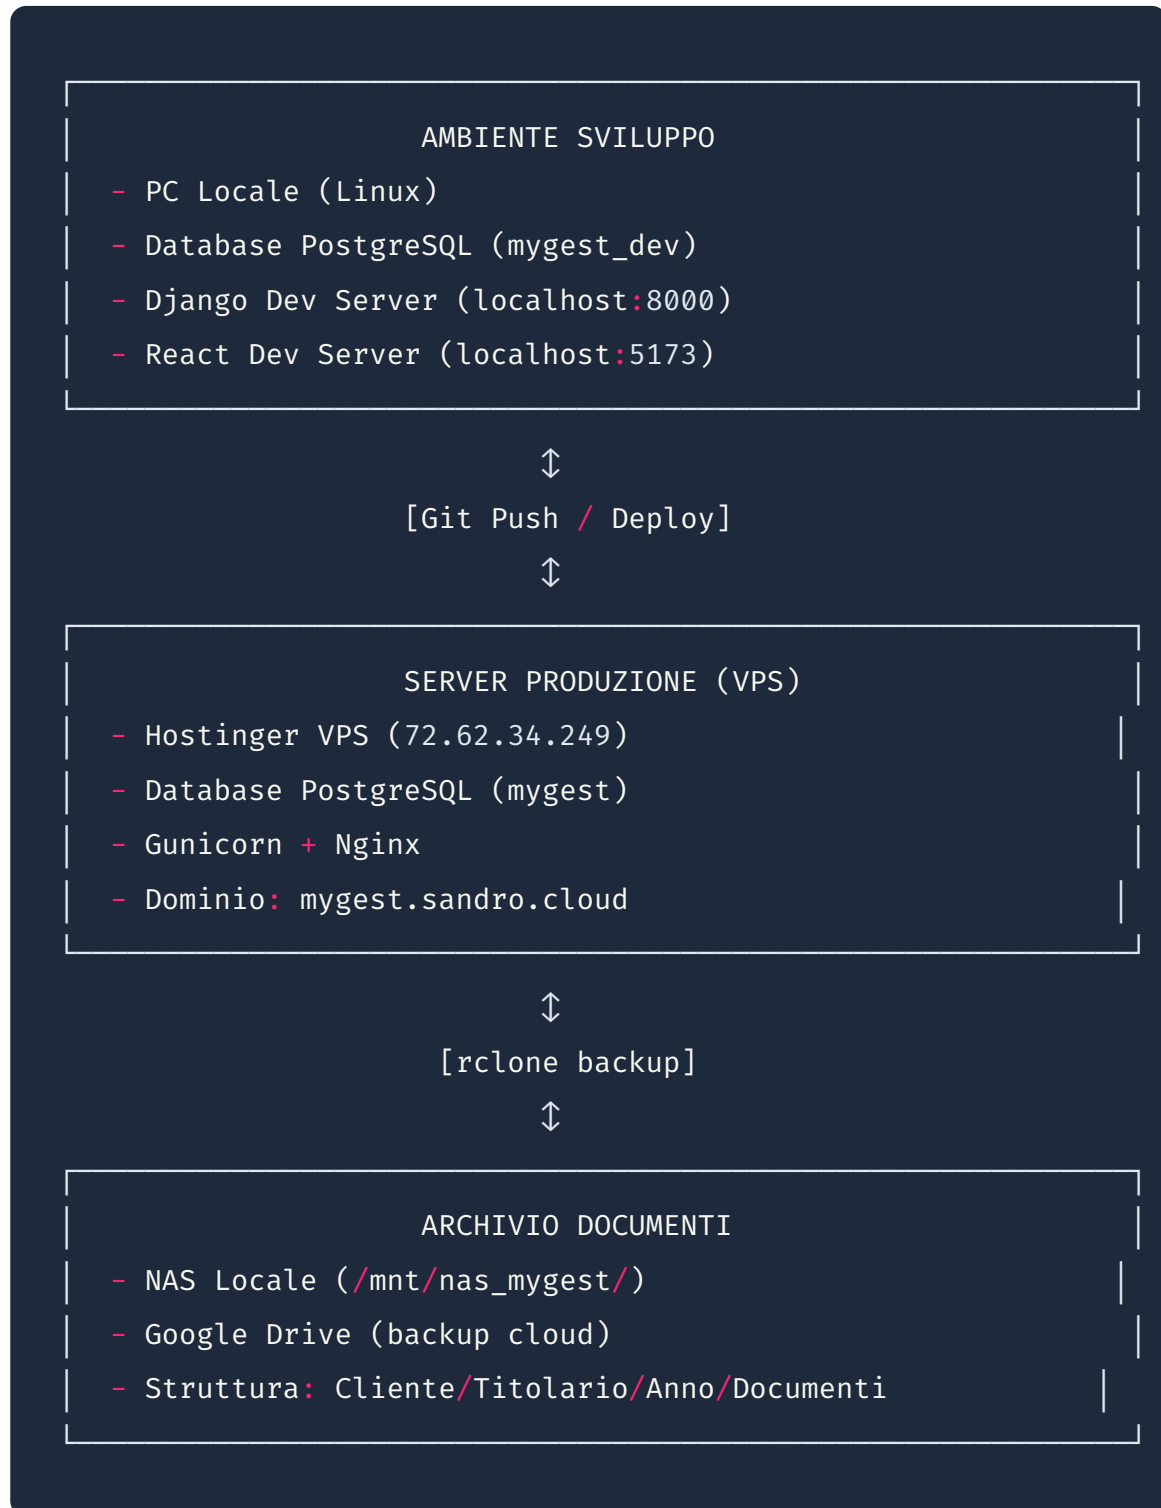 AMBIENTE SVILUPPO
- PC Locale (Linux)
- Database PostgreSQL (mygest_dev)
- Django Dev Server (localhost:8000)
- React Dev Server (localhost:5173)
↕
[Git Push / Deploy]
↕
SERVER PRODUZIONE (VPS)
- Hostinger VPS (72.62.34.249)
- Database PostgreSQL (mygest)
- Gunicorn + Nginx
- Dominio: mygest.sandro.cloud
↕
[rclone backup]
↕
ARCHIVIO DOCUMENTI
- NAS Locale (/mnt/nas_mygest/)
- Google Drive (backup cloud)
- Struttura: Cliente/Titolario/Anno/Documenti